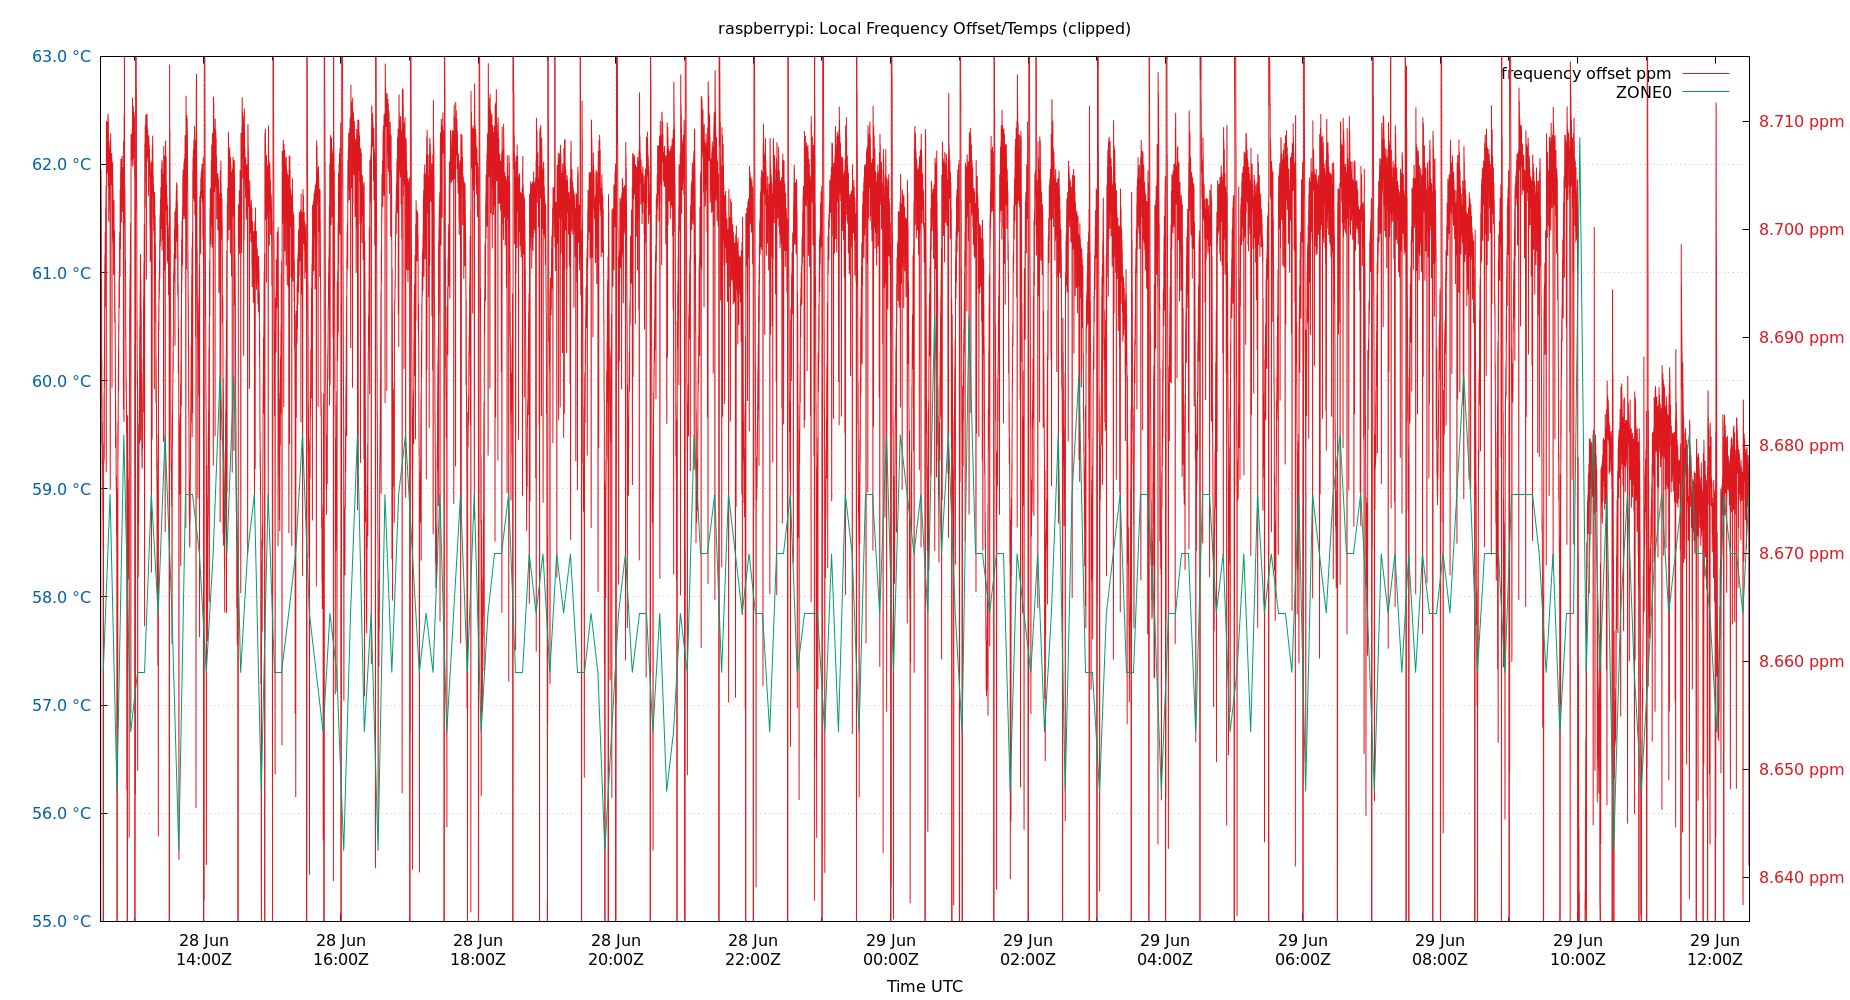 raspberrypi: Local Frequency Offset/Temps (clipped)
frequency offset ppm
ZONE0
63.0 °C
62.0 °C
61.0 °C
60.0 °C
59.0 °C
58.0 °C
57.0 °C
56.0 °C
55.0 °C
8.710 ppm
8.700 ppm
8.690 ppm
8.680 ppm
8.670 ppm
8.660 ppm
8.650 ppm
8.640 ppm
28 Jun 28 Jun 28 Jun 28 Jun 28 Jun 29 Jun 29 Jun 29 Jun 29 Jun 29 Jun 29 Jun 29 Jun
14:00Z 16:00Z 18:00Z 20:00Z 22:00Z 00:00Z 02:00Z 04:00Z 06:00Z 08:00Z 10:00Z 12:00Z
Time UTC